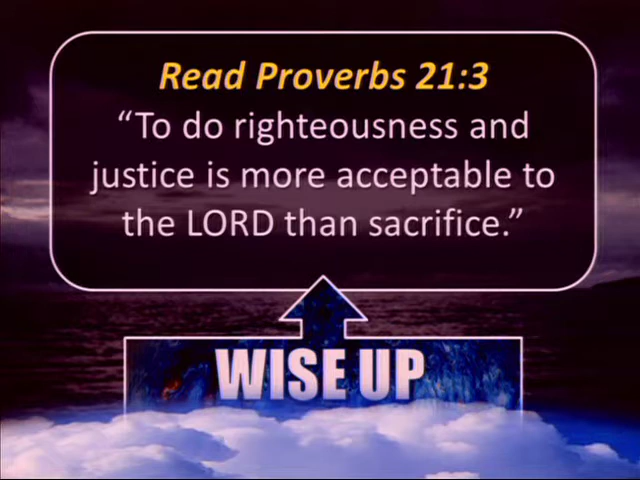 Read Proverbs 21:3
“To do righteousness and
justice is more acceptable to
the LORD than sacrifice.”
WISE UP